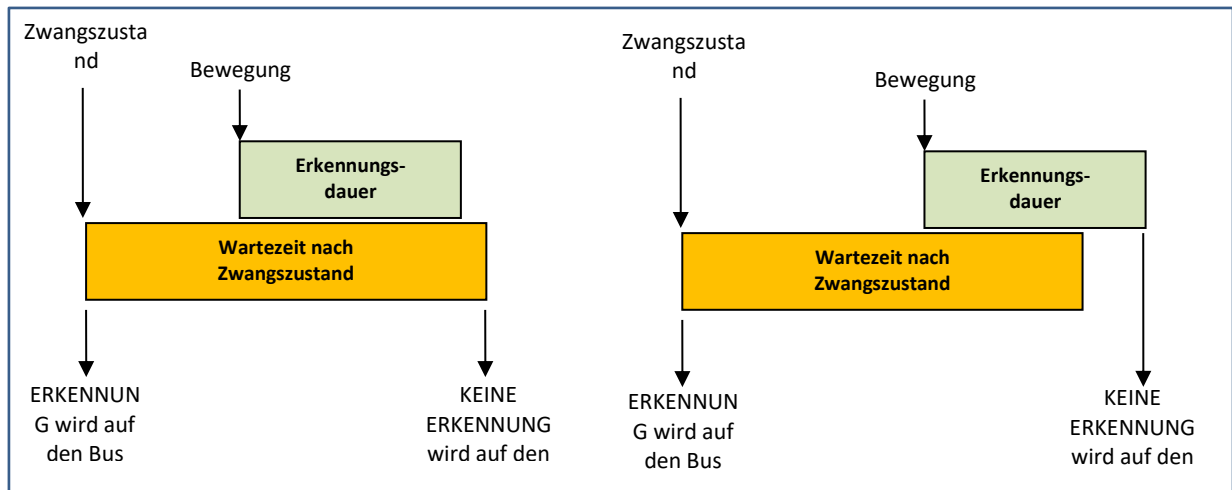 Zwangszusta
nd
Bewegung
Erkennungs-
dauer
Wartezeit nach
Zwangszustand
ERKENNUN
G wird auf
den Bus
KEINE
ERKENNUNG
wird auf den
Zwangszusta
nd
Bewegung
Erkennungs-
dauer
Wartezeit nach
Zwangszustand
ERKENNUN
G wird auf
den Bus
KEINE
ERKENNUNG
wird auf den